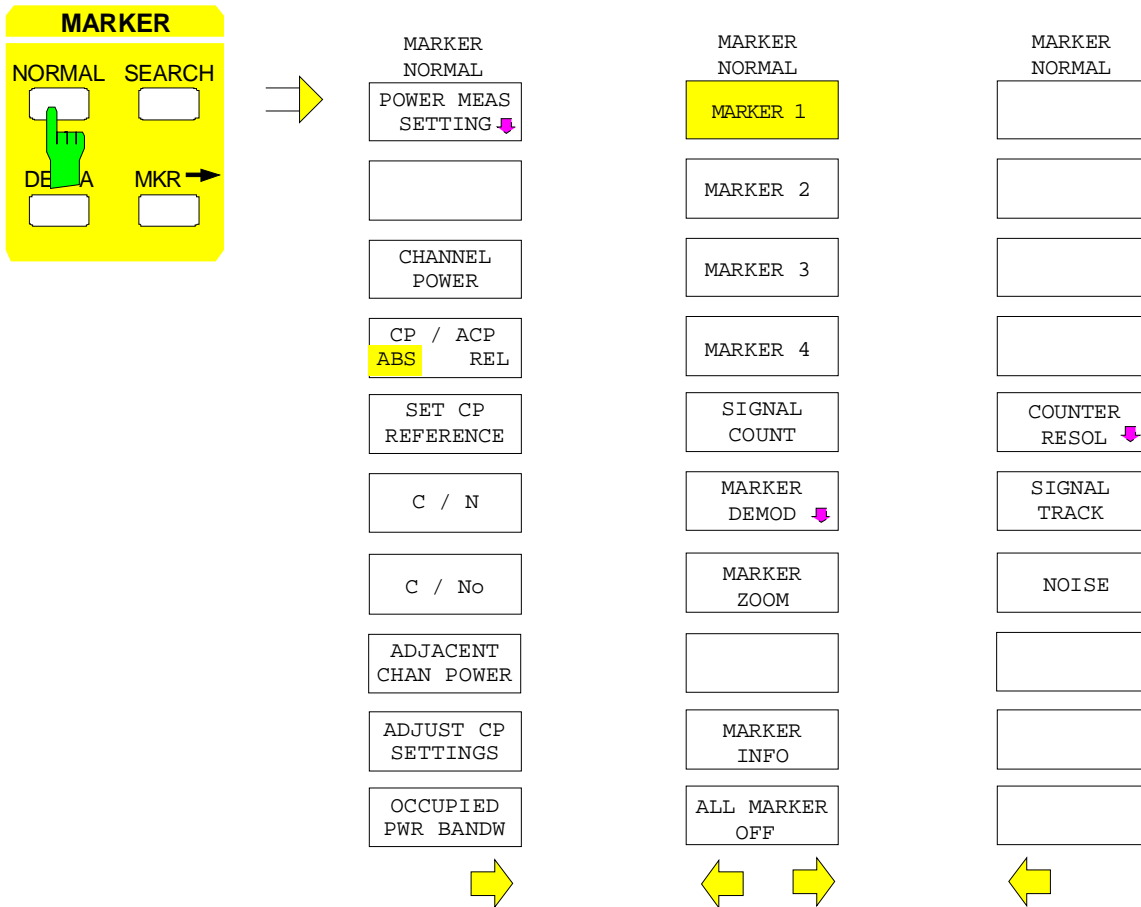 MARKER
NORMAL SEARCH
DE A MKR
MARKER
NORMAL
POWER MEAS
SETTING
CHANNEL
POWER
CP / ACP
ABS REL
SET CP
REFERENCE
C / N
C / No
ADJACENT
CHAN POWER
ADJUST CP
SETTINGS
OCCUPIED
PWR BANDW
MARKER
NORMAL
MARKER 1
MARKER 2
MARKER 3
MARKER 4
SIGNAL
COUNT
MARKER
DEMOD
MARKER
ZOOM
MARKER
INFO
ALL MARKER
OFF
MARKER
NORMAL
COUNTER
RESOL
SIGNAL
TRACK
NOISE